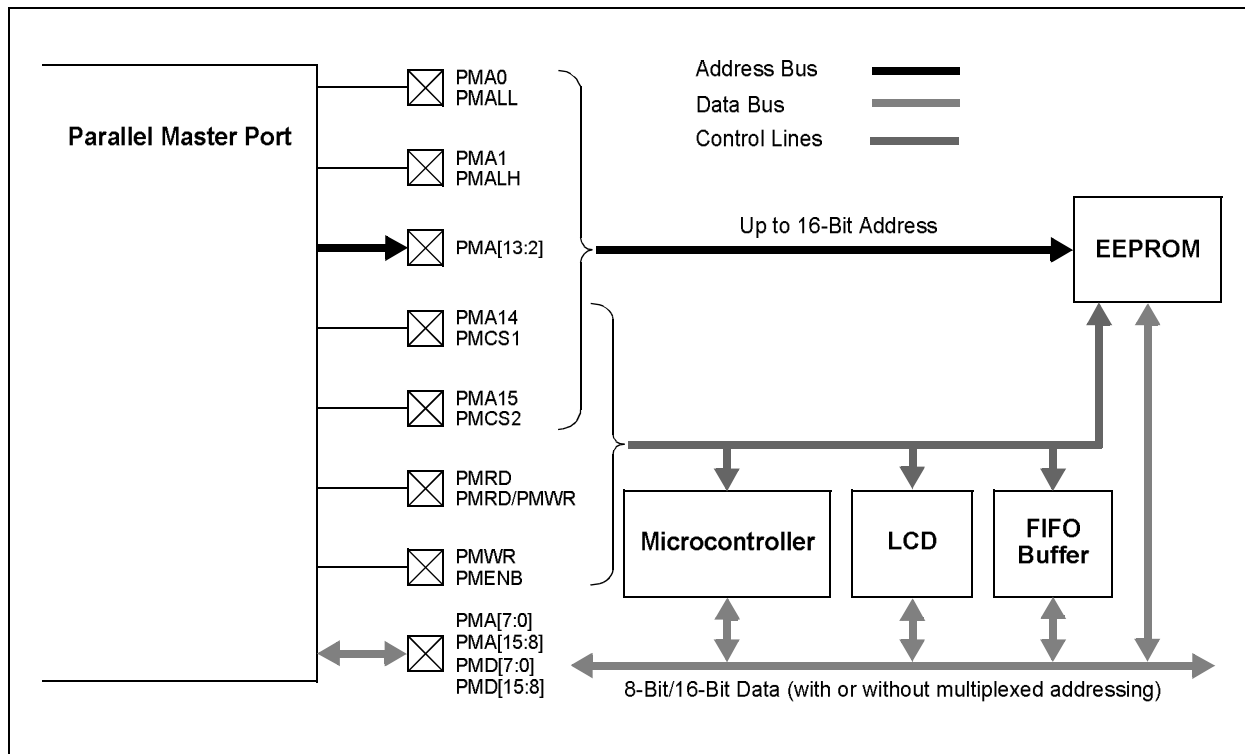 Parallel Master Port
PMA0
PMALL
PMA1
PMALH
PMA[13:2]
PMA14
PMCS1
PMA15
PMCS2
PMRD
PMRD/PMWR
PMWR
PMENB
PMA[7:0]
PMA[15:8]
PMD[7:0]
PMD[15:8]
Address Bus
Data Bus
Control Lines
Up to 16-Bit Address
EEPROM
Microcontroller
LCD
FIFO
Buffer
8-Bit/16-Bit Data (with or without multiplexed addressing)